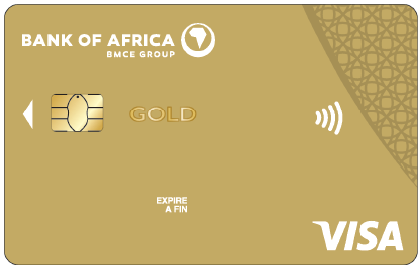 BANK OF AFRICA
BMCE GROUP
GOLD
EXPIRE
A FIN
VISA